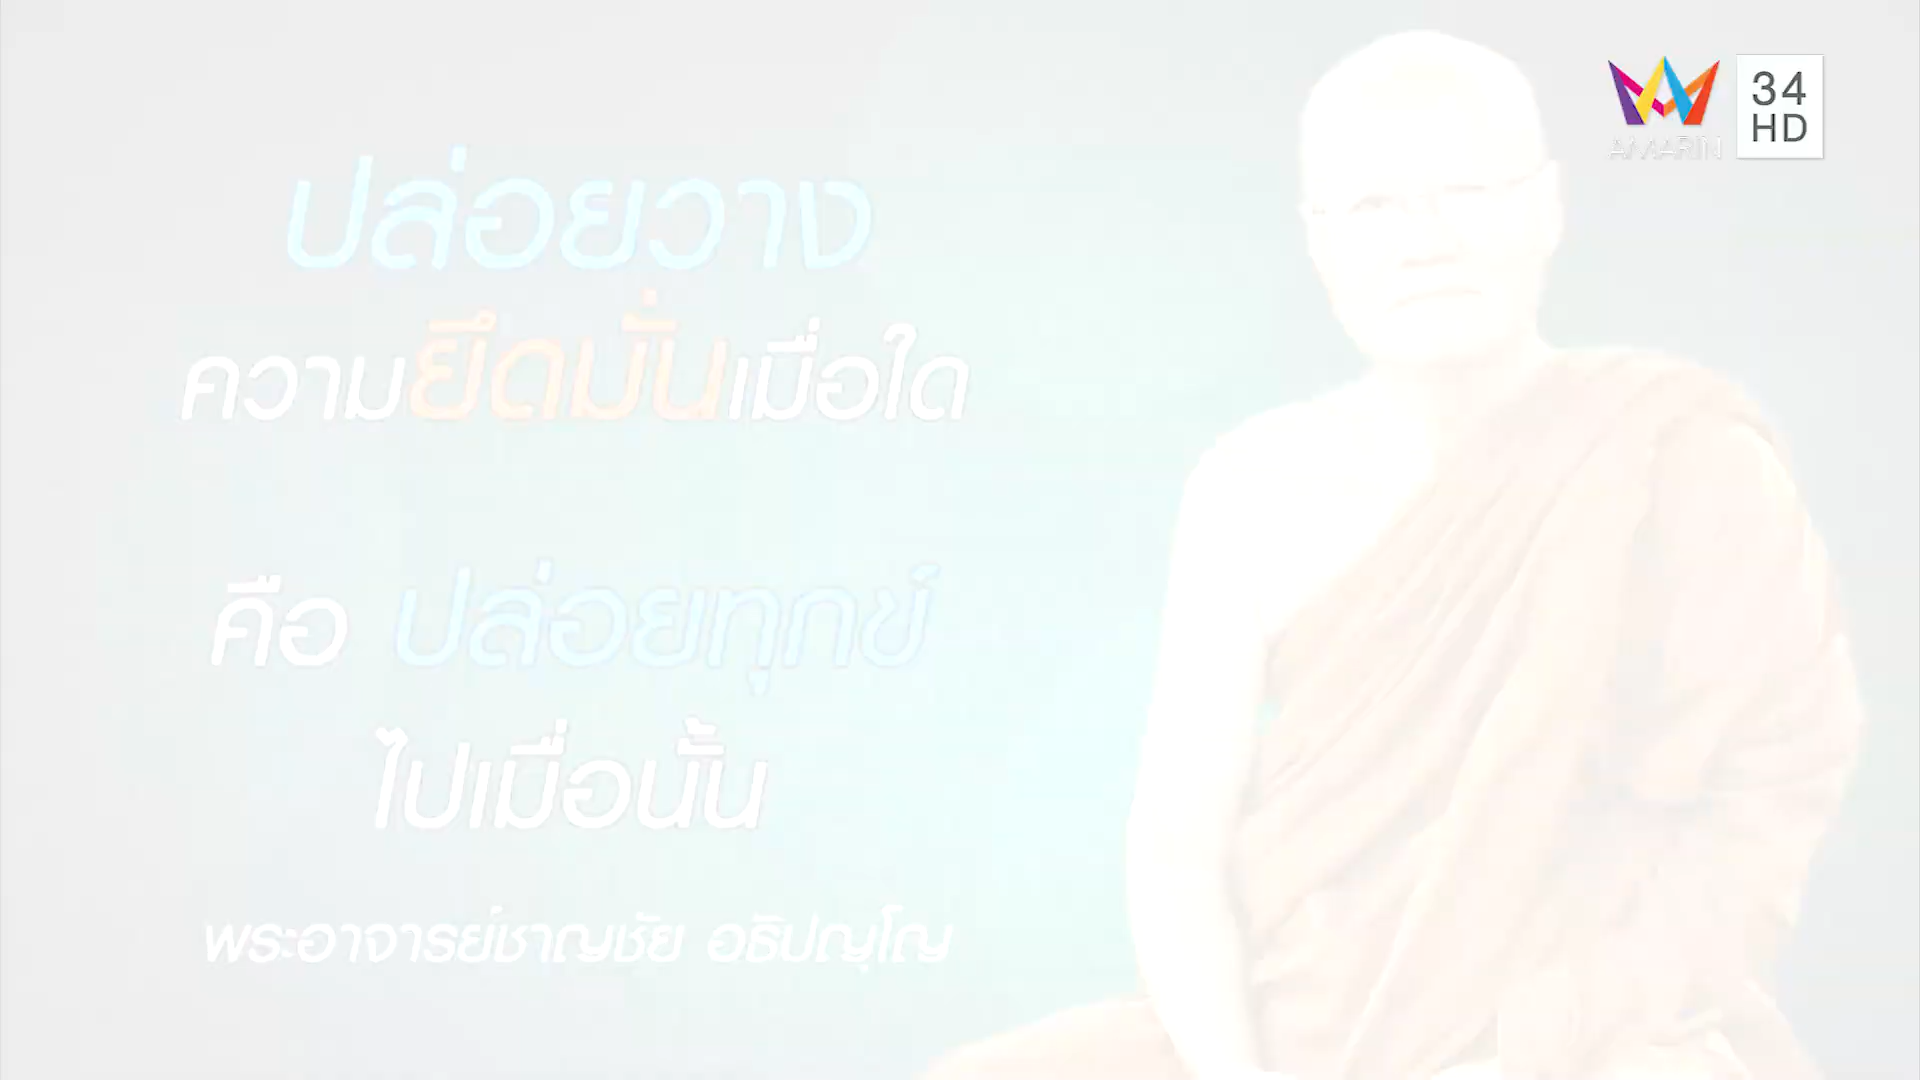 AMARIN
34
HD
ปล่อยวาง
ความยึดมั่นเมื่อใด
คือ ปล่อยทุกข์
ไปเมื่อนั้น
พระอาจารย์ชาญชัย อธิปญฺโญ